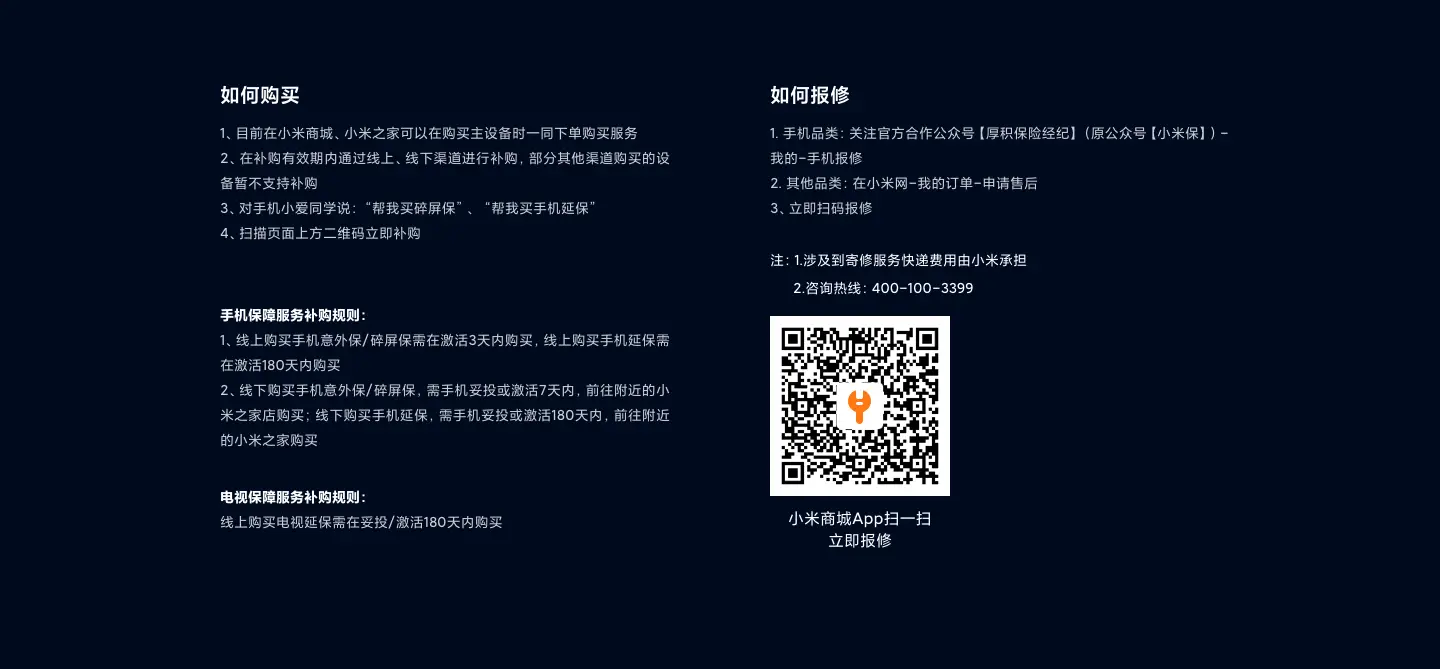 如何购买
1、目前在小米商城、小米之家可以在购买主设备时一同下单购买服务
2、在补购有效期内通过线上、线下渠道进行补购, 部分其他渠道购买的设
备暂不支持补购
3、对手机小爱同学说: “帮我买碎屏保” 、 “帮我买手机延保”
4、扫描页面上方二维码立即补购
手机保障服务补购规则:
1、线上购买手机意外保/碎屏保需在激活3天内购买, 线上购买手机延保需
在激活180天内购买
2、线下购买手机意外保/碎屏保, 需手机妥投或激活7天内, 前往附近的小
米之家店购买; 线下购买手机延保, 需手机妥投或激活180天内, 前往附近
的小米之家购买
电视保障服务补购规则:
线上购买电视延保需在妥投/激活180天内购买
如何报修
1. 手机品类: 关注官方合作公众号【厚积保险经纪】(原公众号【小米保】) -
我的-手机报修
2. 其他品类: 在小米网-我的订单-申请售后
3、立即扫码报修
注: 1.涉及到寄修服务快递费用由小米承担
2.咨询热线: 400-100-3399
小米商城App扫一扫
立即报修